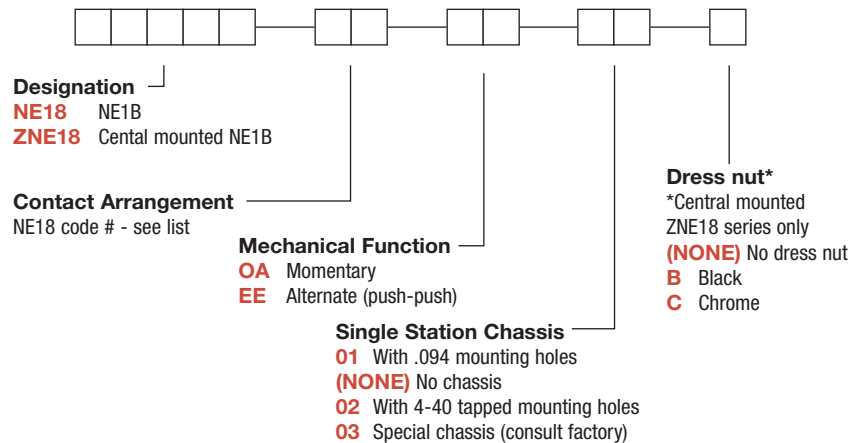 Designation
NE18 NE1B
ZNE18 Cental mounted NE1B
Contact Arrangement
NE18 code # - see list
Mechanical Function
OA Momentary
EE Alternate (push-push)
Single Station Chassis
01 With .094 mounting holes
(NONE) No chassis
02 With 4-40 tapped mounting holes
03 Special chassis (consult factory)
Dress nut*
*Central mounted
ZNE18 series only
(NONE) No dress nut
B Black
C Chrome